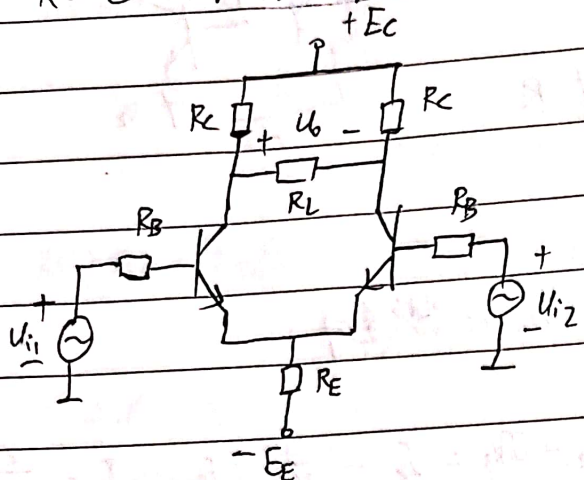 + Ec
Rc
+ Uo -
Rc
RL
RB
RB
+
Ui1
-
+
Ui2
-
RE
- EE